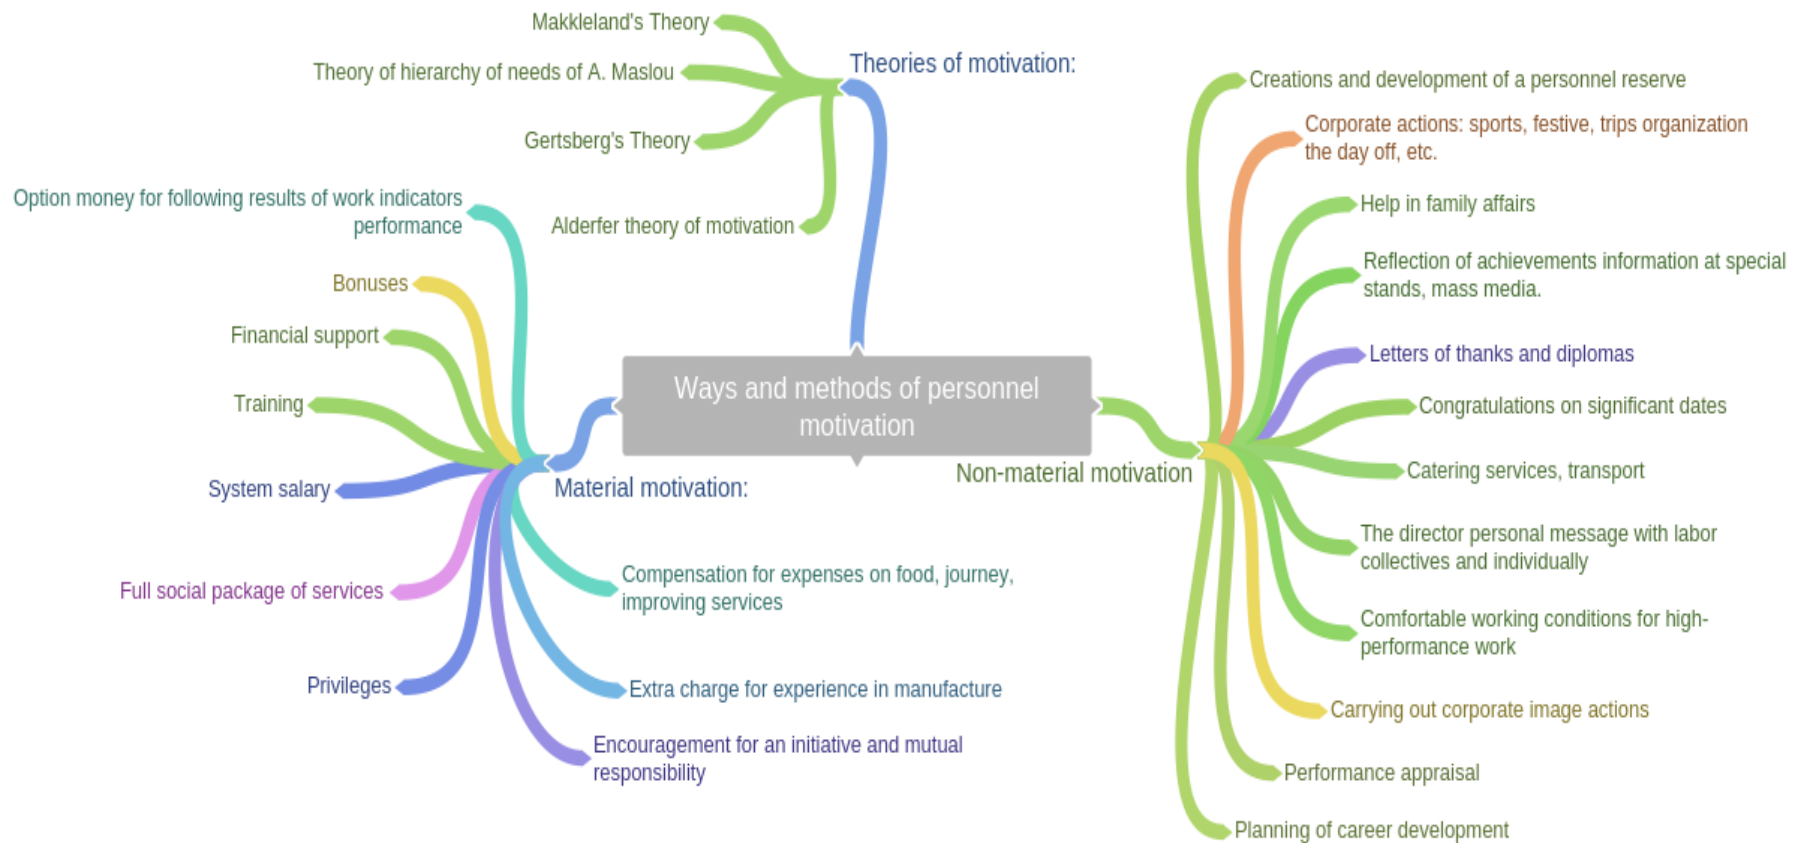 Makkleland's Theory
Theory of hierarchy of needs of A. Maslou
Gertsberg's Theory
Alderfer theory of motivation
Theories of motivation:
Option money for following results of work indicators
performance
Bonuses
Financial support
Training
System salary
Full social package of services
Privileges
Material motivation:
Compensation for expenses on food, journey,
improving services
Extra charge for experience in manufacture
Encouragement for an initiative and mutual
responsibility
Ways and methods of personnel
motivation
Non-material motivation
Creations and development of a personnel reserve
Corporate actions: sports, festive, trips organization
the day off, etc.
Help in family affairs
Reflection of achievements information at special
stands, mass media.
Letters of thanks and diplomas
Congratulations on significant dates
Catering services, transport
The director personal message with labor
collectives and individually
Comfortable working conditions for high-
performance work
Carrying out corporate image actions
Performance appraisal
Planning of career development